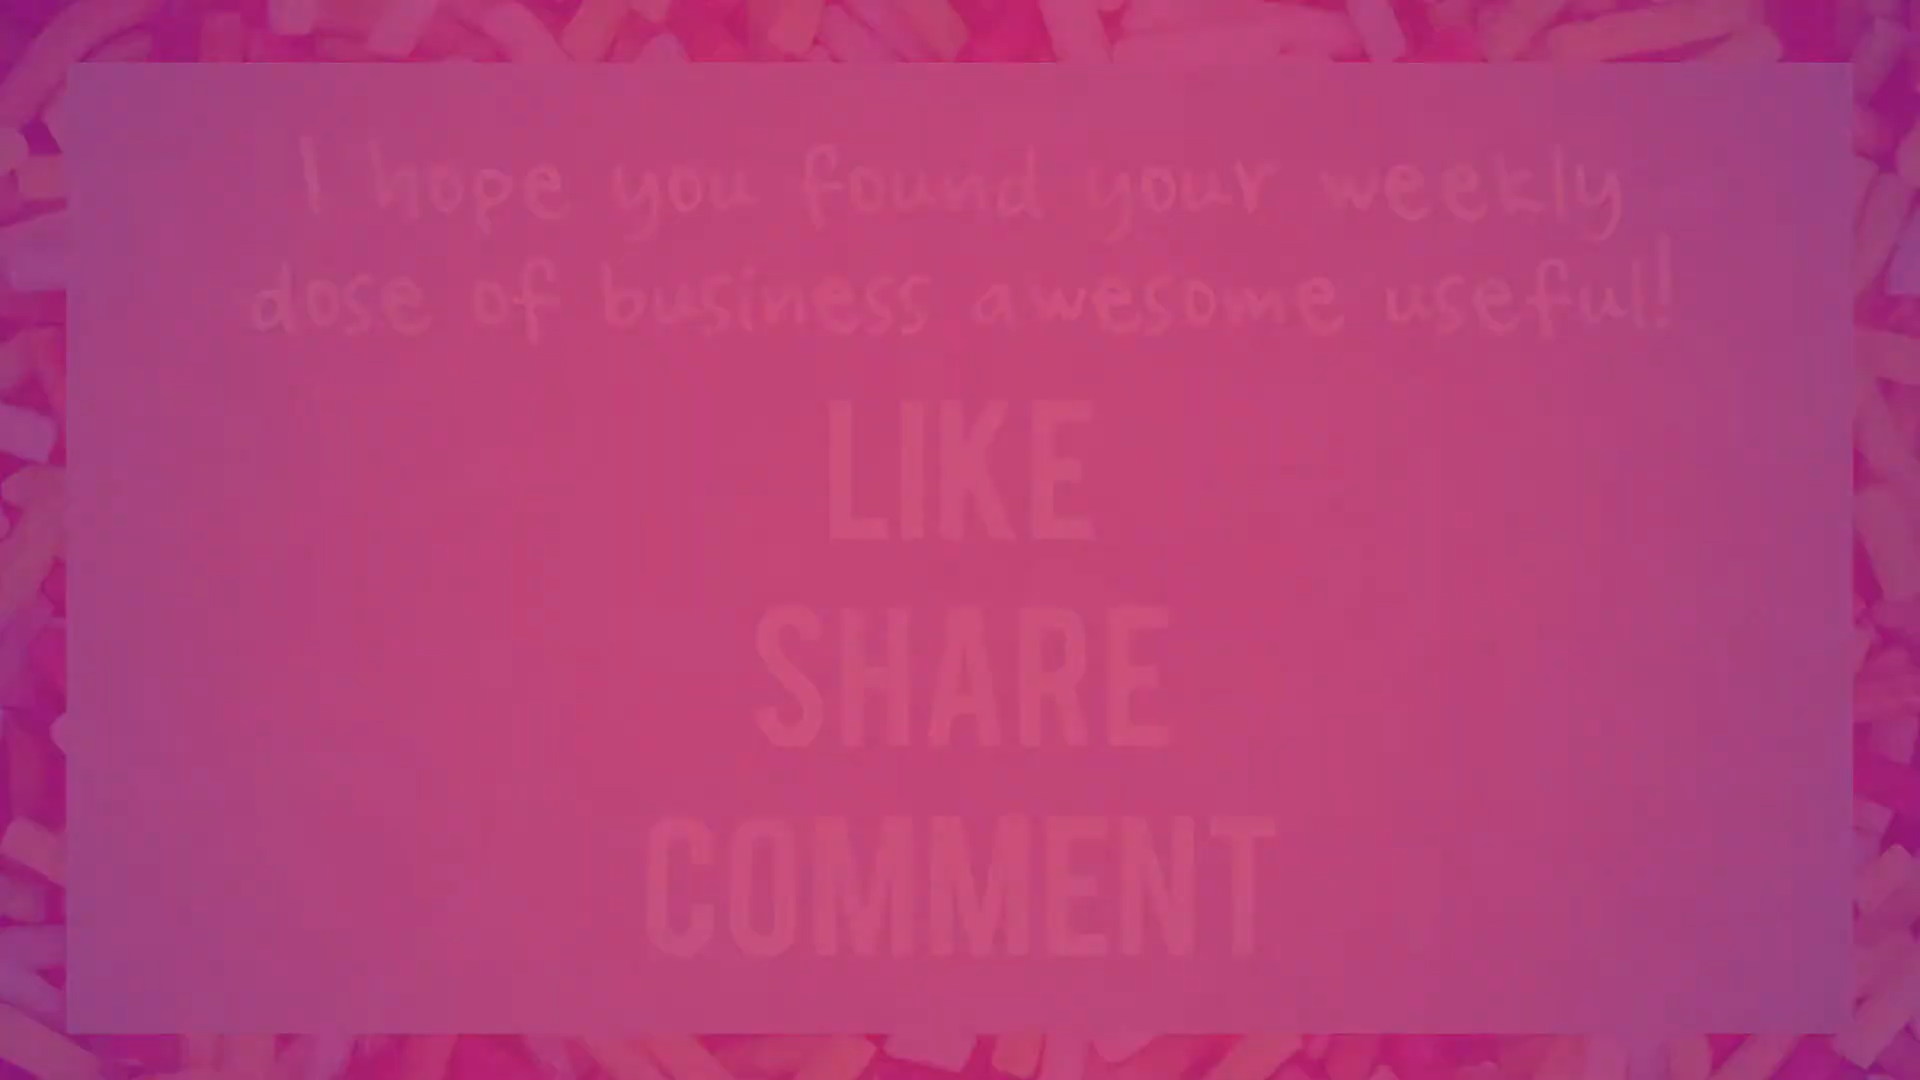 I hope you found your weekly
dose of business awesome useful!
LIKE
SHARE
COMMENT